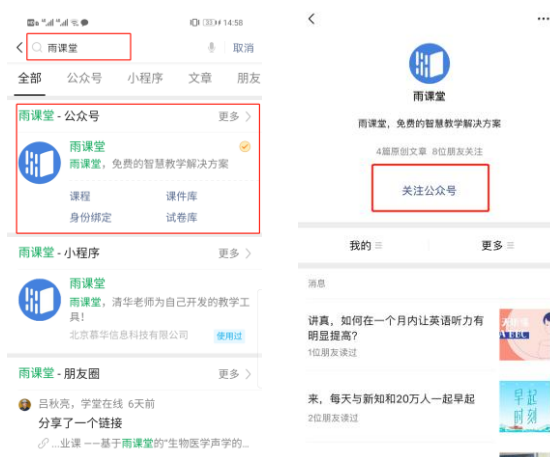 14:58
雨课堂
取消
全部 公众号 小程序 文章 朋友
雨课堂 - 公众号 更多
雨课堂
雨课堂，免费的智慧教学解决方案
课程 课件库
身份绑定 试卷库
雨课堂 - 小程序 更多
雨课堂
雨课堂，清华老师为自己开发的教学工
具！
北京慕华信息科技有限公司 使用过
雨课堂 - 朋友圈 更多
吕秋亮，学堂在线 6天前
分享了一个链接
...业课 ——基于雨课堂的“生物医学声学的...
雨课堂
雨课堂，免费的智慧教学解决方案
4篇原创文章 8位朋友关注
关注公众号
我的 更多
消息
讲真，如何在一个月内让英语听力有
明显提高？
1位朋友读过
来，每天与新知和20万人一起早起
2位朋友读过
早起
时刻